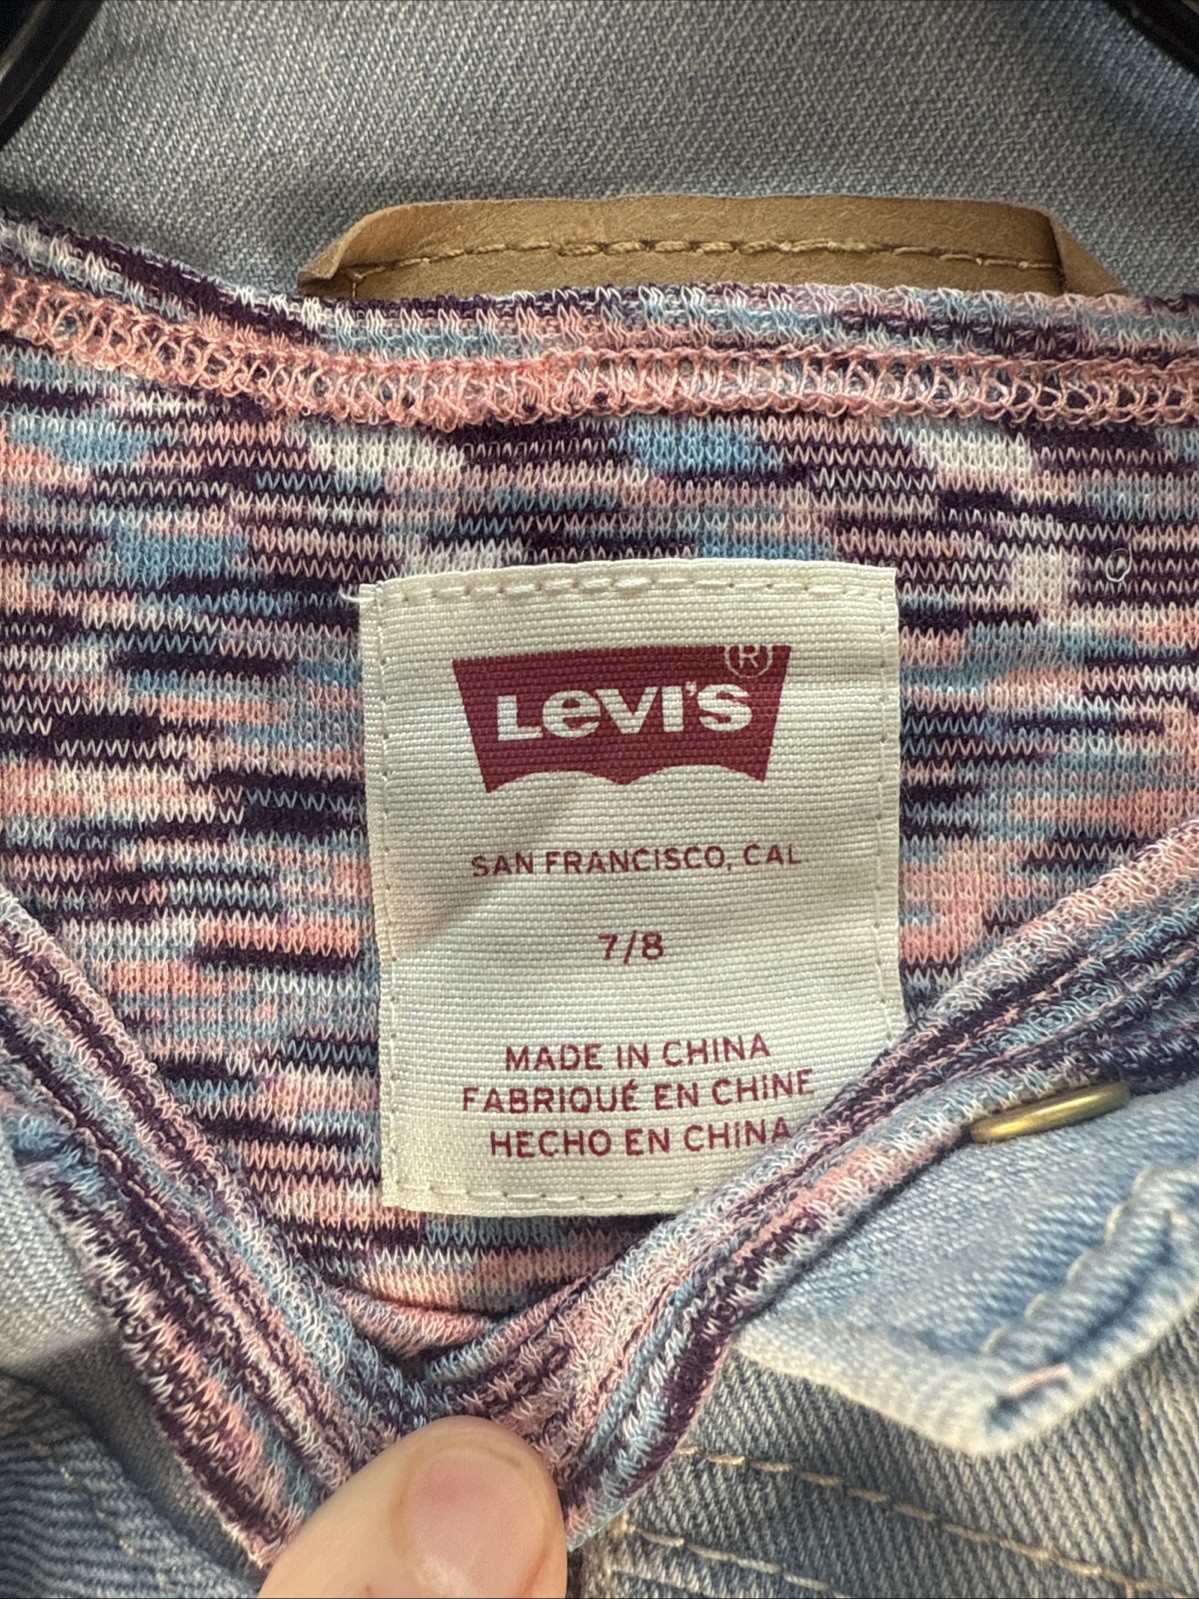 LEVI'S®
SAN FRANCISCO, CAL
7/8
MADE IN CHINA
FABRIQUÉ EN CHINE
HECHO EN CHINA